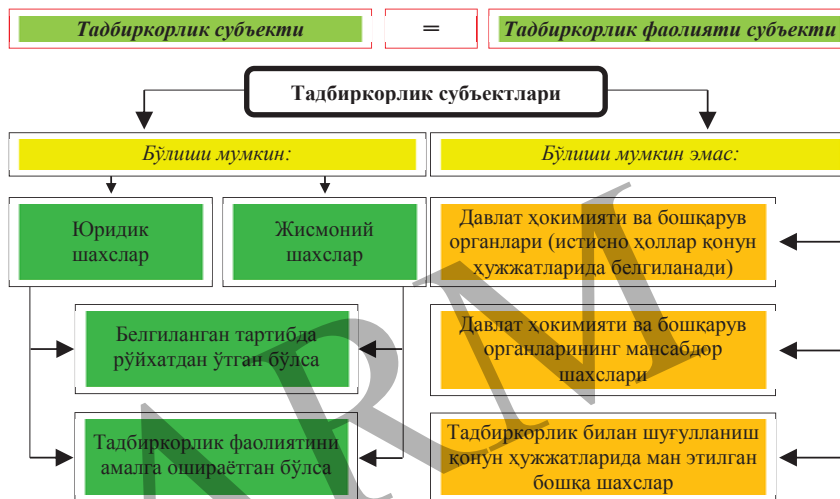 Тадбиркорлик субъекти = Тадбиркорлик фаолияти субъекти
Тадбиркорлик субъектлари
Бўлиши мумкин:
Бўлиши мумкин эмас:
Юридик
шахслар
Жисмоний
шахслар
Давлат ҳокимияти ва бошқарув
органлари (истисно ҳоллар қонун
ҳужжатларида белгиланади)
Белгиланган тартибда
рўйхатдан ўтган бўлса
Давлат ҳокимияти ва бошқарув
органларининг мансабдор
шахслари
Тадбиркорлик фаолиятини
амалга ошираётган бўлса
Тадбиркорлик билан шуғулланиш
қонун ҳужжатларида ман этилган
бошқа шахслар
ARM